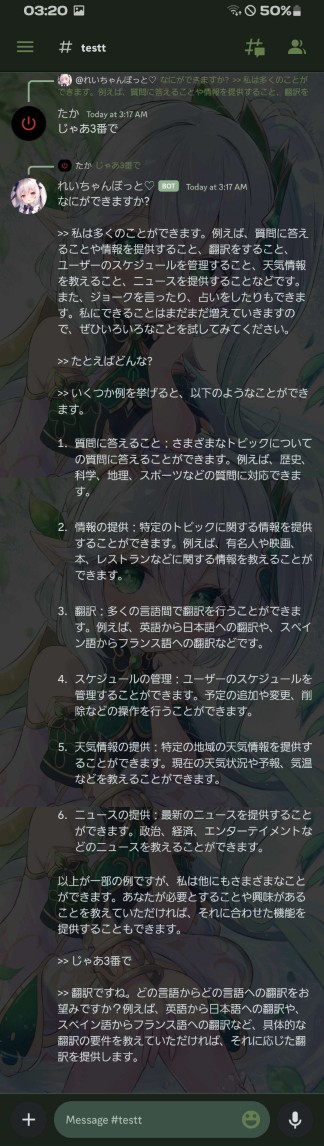 03:20
50%
# testt
@れいちゃんぼっと♡ なにができますか? >> 私は多くのことが
できます。例えば、質問に答えることや情報を提供すること、翻訳を
たか Today at 3:17 AM
じゃあ3番で
たか じゃあ3番で
れいちゃんぼっと♡ BOT Today at 3:17 AM
なにができますか?
>> 私は多くのことができます。例えば、質問に答え
ることや情報を提供すること、翻訳をすること、
ユーザーのスケジュールを管理すること、天気情報
を教えること、ニュースを提供することなどです。
また、ジョークを言ったり、占いをしたりもできま
す。私にできることはまだまだ増えていきますの
で、ぜひいろいろなことを試してみてください。
>> たとえばどんな?
>> いくつか例を挙げると、以下のようなことができ
ます。
1. 質問に答えること：さまざまなトピックについて
の質問に答えることができます。例えば、歴史、
科学、地理、スポーツなどの質問に対応できま
す。
2. 情報の提供：特定のトピックに関する情報を提供
することができます。例えば、有名人や映画、
本、レストランなどに関する情報を教えることが
できます。
3. 翻訳：多くの言語間で翻訳を行うことができま
す。例えば、英語から日本語への翻訳や、スペイ
ン語からフランス語への翻訳などです。
4. スケジュールの管理：ユーザーのスケジュールを
管理することができます。予定の追加や変更、削
除などの操作を行うことができます。
5. 天気情報の提供：特定の地域の天気情報を提供す
ることができます。現在の天気状況や予報、気温
などを教えることができます。
6. ニュースの提供：最新のニュースを提供すること
ができます。政治、経済、エンターテイメントな
どのニュースを教えることができます。
以上が一部の例ですが、私は他にもさまざまなこと
ができます。あなたが必要とすることや興味がある
ことを教えていただければ、それに合わせた機能を
提供することもできます。
>> じゃあ3番で
>> 翻訳ですね。どの言語からどの言語への翻訳をお
望みですか？例えば、英語から日本語への翻訳や、
スペイン語からフランス語への翻訳など、具体的な
翻訳の要件を教えていただければ、それに応じた翻
訳を提供します。
Message #testt